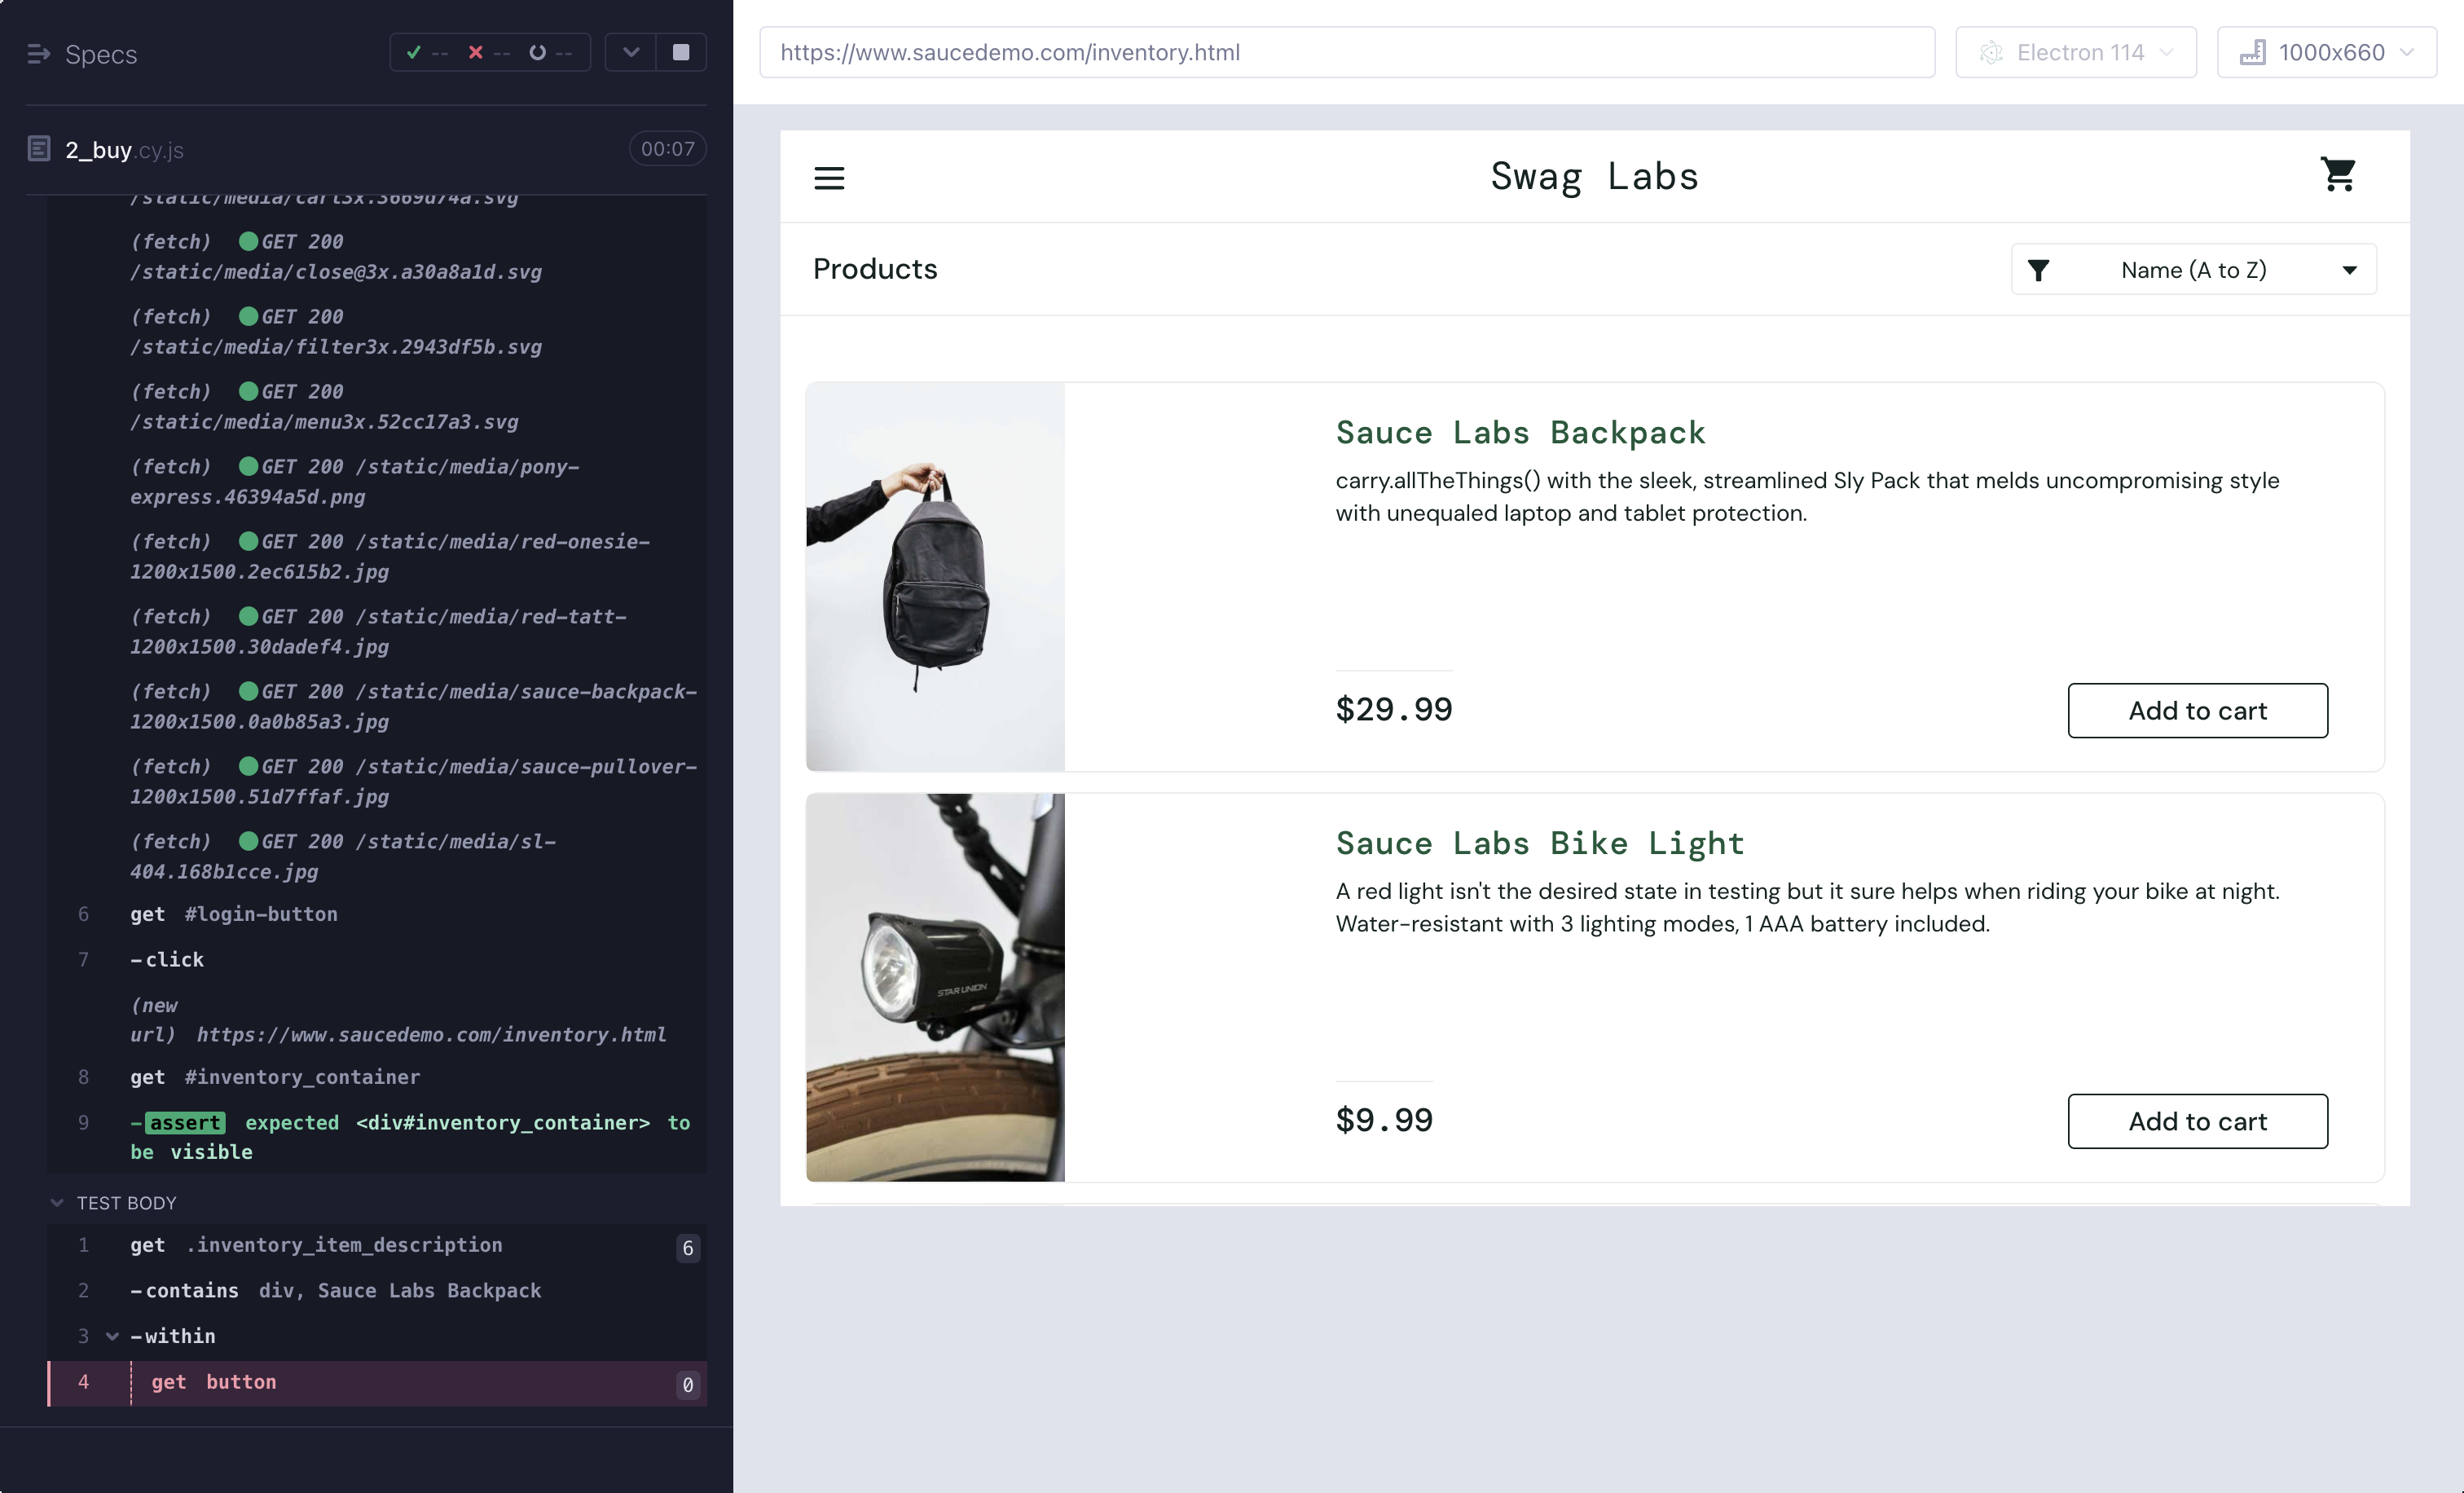 Specs
-- -- --
2_buy.cy.js
00:07
/static/media/cart3x.3669d74a.svg
(fetch) GET 200
/static/media/close@3x.a30a8a1d.svg
(fetch) GET 200
/static/media/filter3x.2943df5b.svg
(fetch) GET 200
/static/media/menu3x.52cc17a3.svg
(fetch) GET 200 /static/media/pony-
express.46394a5d.png
(fetch) GET 200 /static/media/red-onesie-
1200x1500.2ec615b2.jpg
(fetch) GET 200 /static/media/red-tatt-
1200x1500.30dadef4.jpg
(fetch) GET 200 /static/media/sauce-backpack-
1200x1500.0a0b85a3.jpg
(fetch) GET 200 /static/media/sauce-pullover-
1200x1500.51d7ffaf.jpg
(fetch) GET 200 /static/media/sl-
404.168b1cce.jpg
6 get #login-button
7 -click
(new
url) https://www.saucedemo.com/inventory.html
8 get #inventory_container
9 -assert expected <div#inventory_container> to
be visible
TEST BODY
1 get .inventory_item_description 6
2 -contains div, Sauce Labs Backpack
3 -within
4 get button 0
https://www.saucedemo.com/inventory.html
Electron 114
1000x660
Swag Labs
Products
Name (A to Z)
Sauce Labs Backpack
carry.allTheThings() with the sleek, streamlined Sly Pack that melds uncompromising style
with unequaled laptop and tablet protection.
$29.99
Add to cart
STAR UNION
Sauce Labs Bike Light
A red light isn't the desired state in testing but it sure helps when riding your bike at night.
Water-resistant with 3 lighting modes, 1 AAA battery included.
$9.99
Add to cart